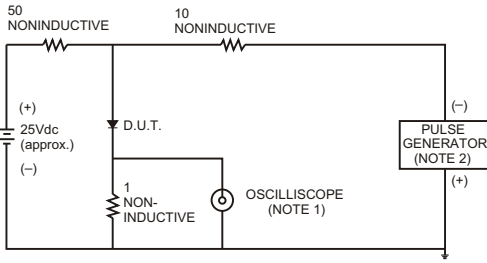 50
NONINDUCTIVE
10
NONINDUCTIVE
(+)
25Vdc
(approx.)
(–)
D.U.T.
1
NON-
INDUCTIVE
OSCILLISCOPE
(NOTE 1)
(–)
PULSE
GENERATOR
(NOTE 2)
(+)